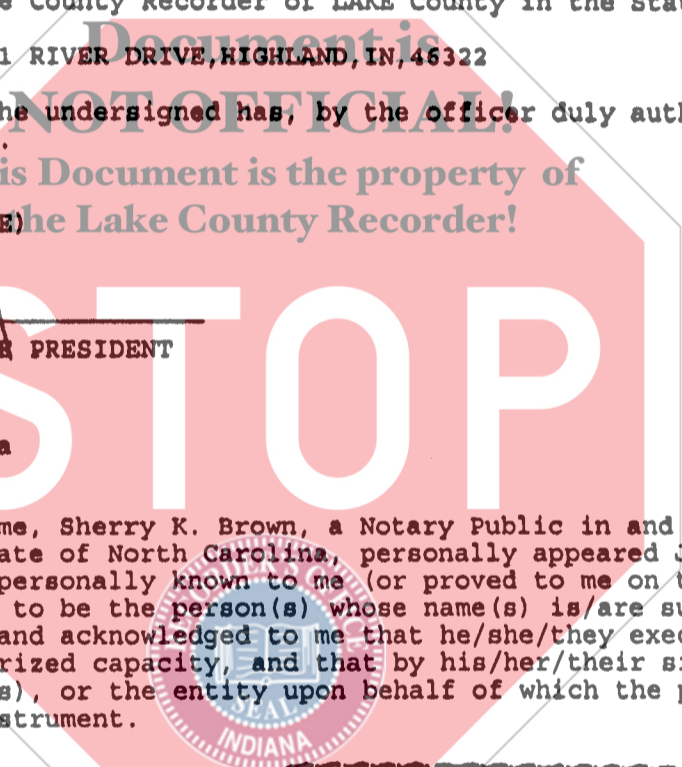 County Recorder of LAKE County in the
Document is
1 RIVER DRIVE,HIGHLAND,IN,46322
NOT OFFICIAL!
he undersigned has, by the officer duly auth
is Document is the property of
the Lake County Recorder!
E)
STOP
R PRESIDENT
a
me, Sherry K. Brown, a Notary Public in and
ate of North Carolina, personally appeared J
personally known to me (or proved to me on t
to be the person(s) whose name(s) is/are su
and acknowledged to me that he/she/they exec
rized capacity, and that by his/her/their si
s), or the entity upon behalf of which the p
strument.
RECORDER'S OFFICE
SEAL
INDIANA